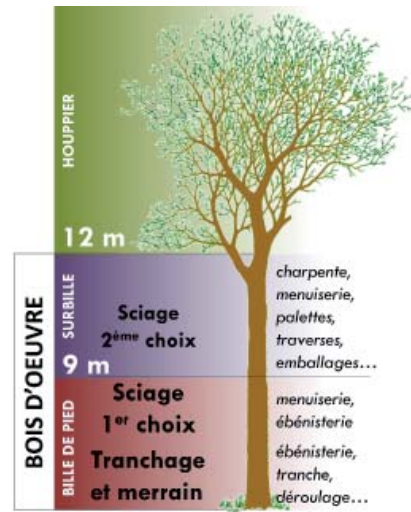 HOUPPIER
12 m
BOIS D'OEUVRE
SURBILLE
Sciage
2ème choix
charpente,
menuiserie,
palettes,
traverses,
emballages...
9 m
BILLE DE PIED
Sciage
1er choix
menuiserie,
ébénisterie
Tranchage
et merrain
ébénisterie,
tranche,
déroulage...